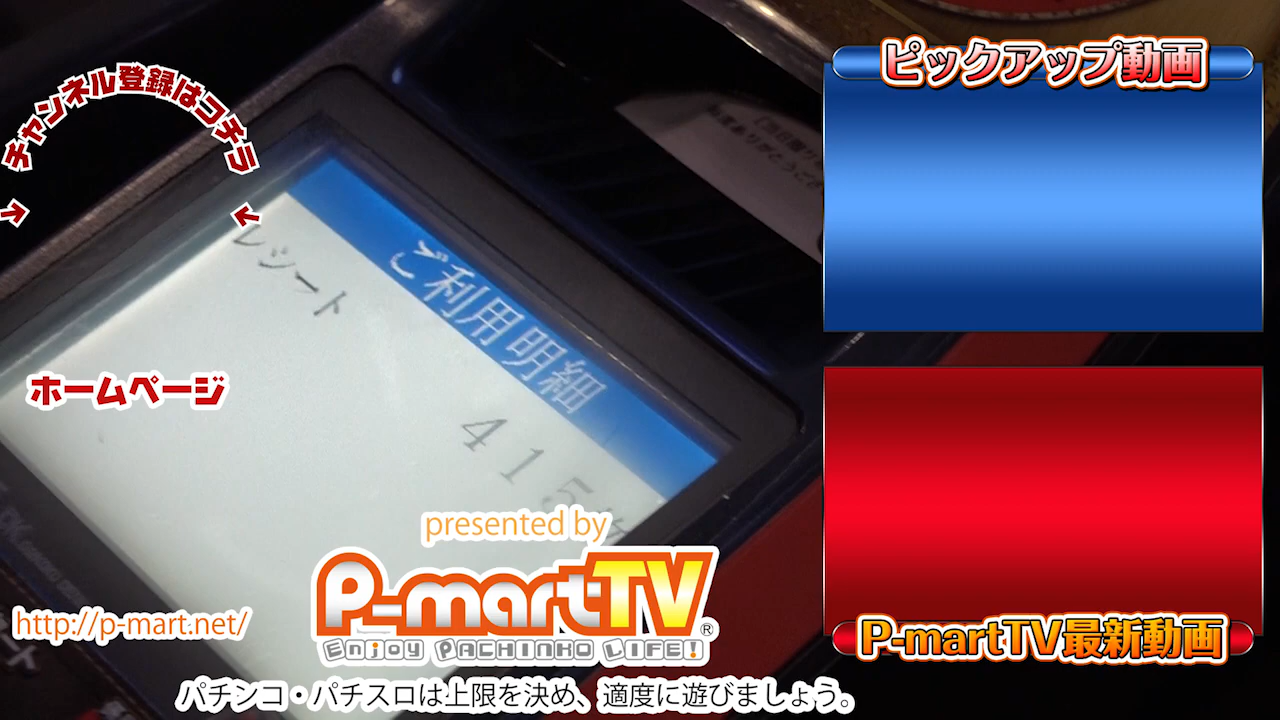 ピックアップ動画
チャンネル登録はコチラ
ご利用明細
レシート
415
ホームページ
presented by
P-martTV®
Enjoy PACHINKO LIFE!
http://p-mart.net/
P-martTV最新動画
パチンコ・パチスロは上限を決め、適度に遊びましょう。